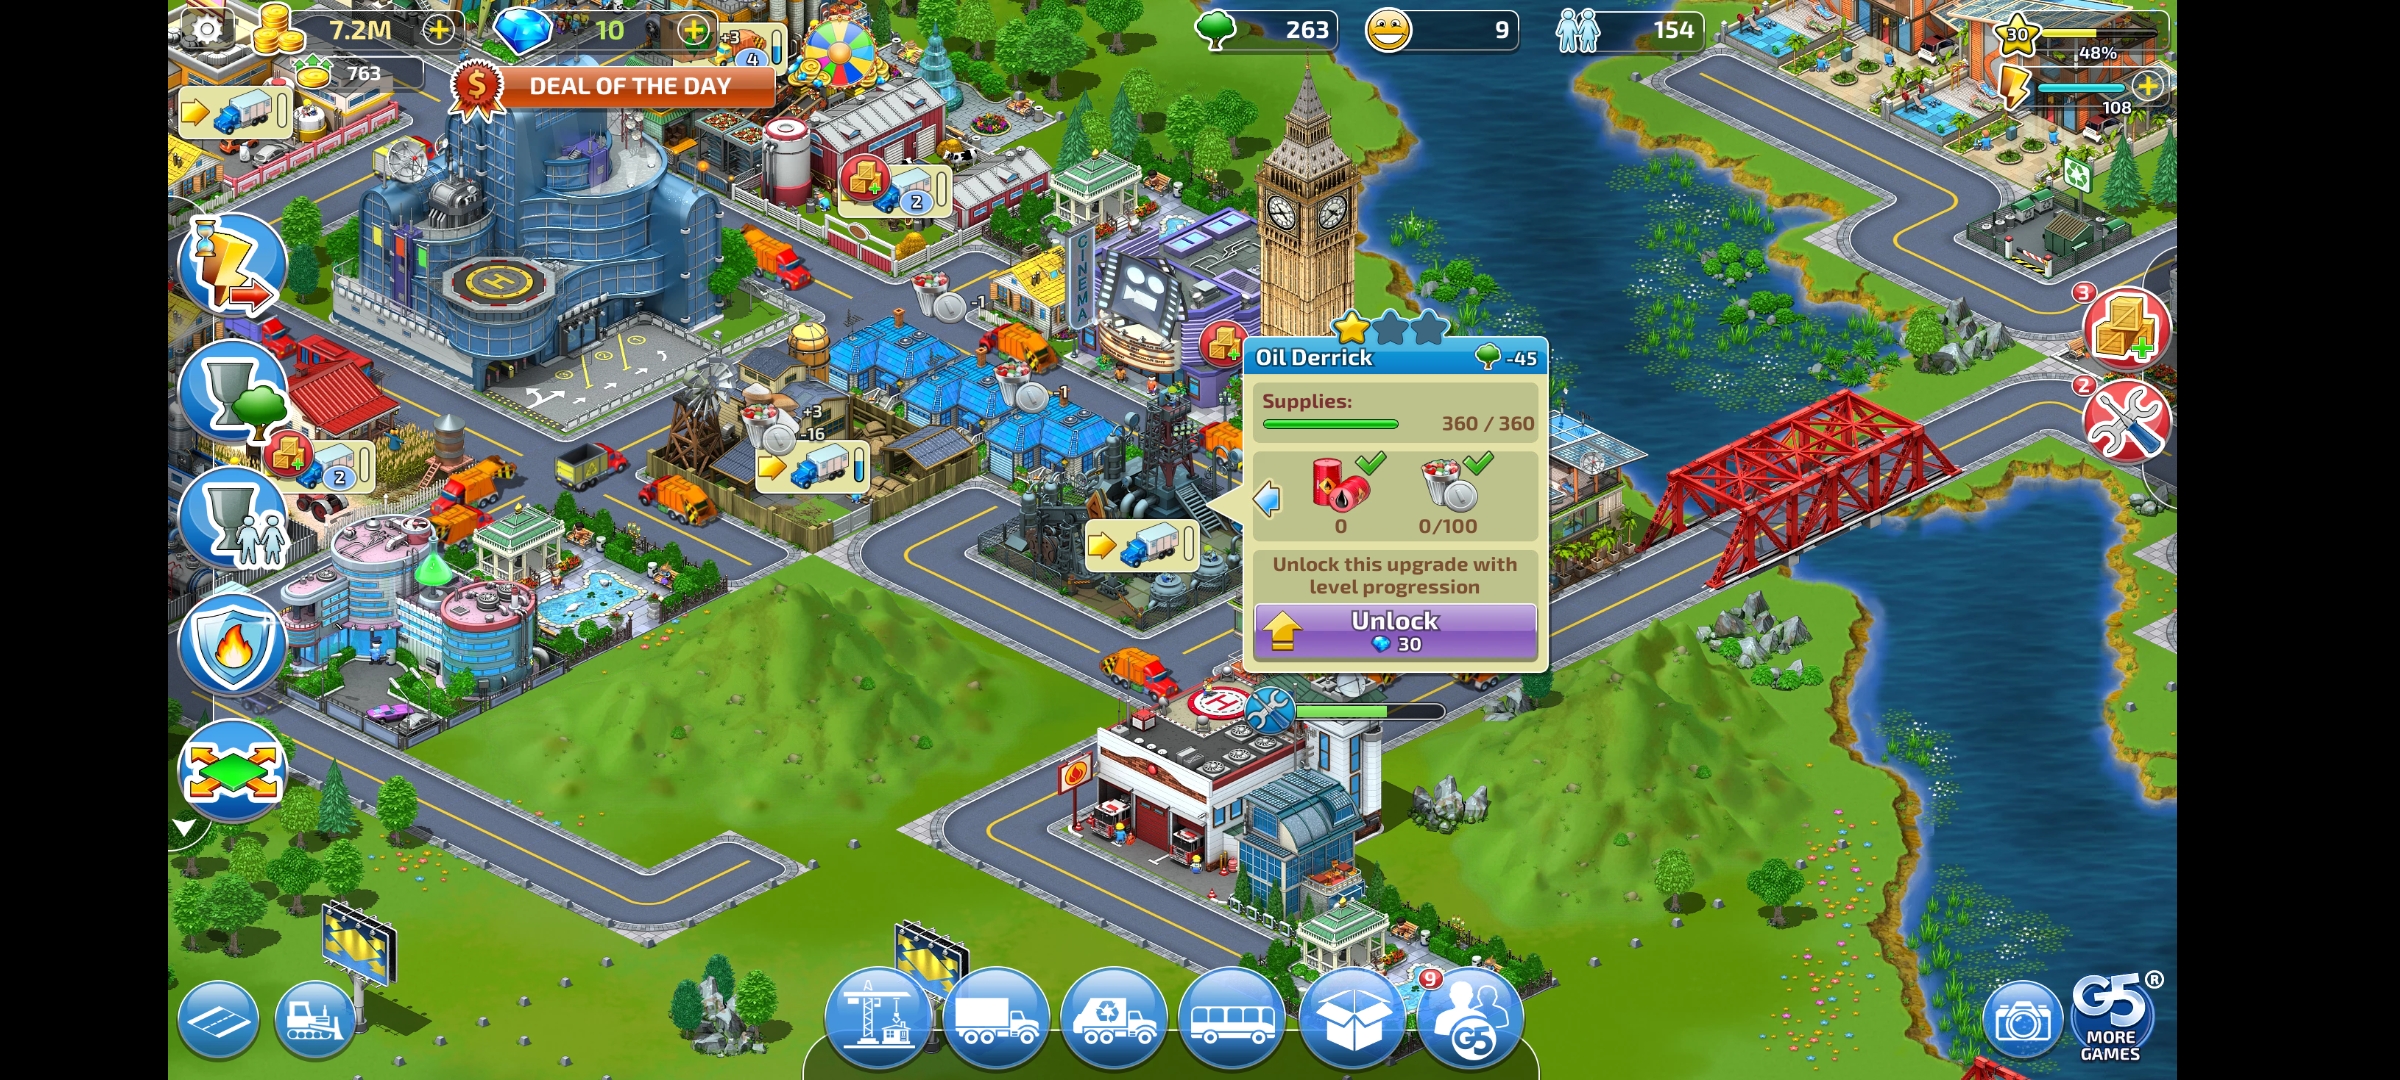 7.2M
10
+3
4
263
9
154
30
48%
763
DEAL OF THE DAY
108
2
H
CINEMA
-1
3
Oil Derrick
-45
Supplies:
360 / 360
-1
2
+3
-16
2
0
0/100
Unlock this upgrade with
level progression
Unlock
30
H
9
G5
G5®
MORE
GAMES